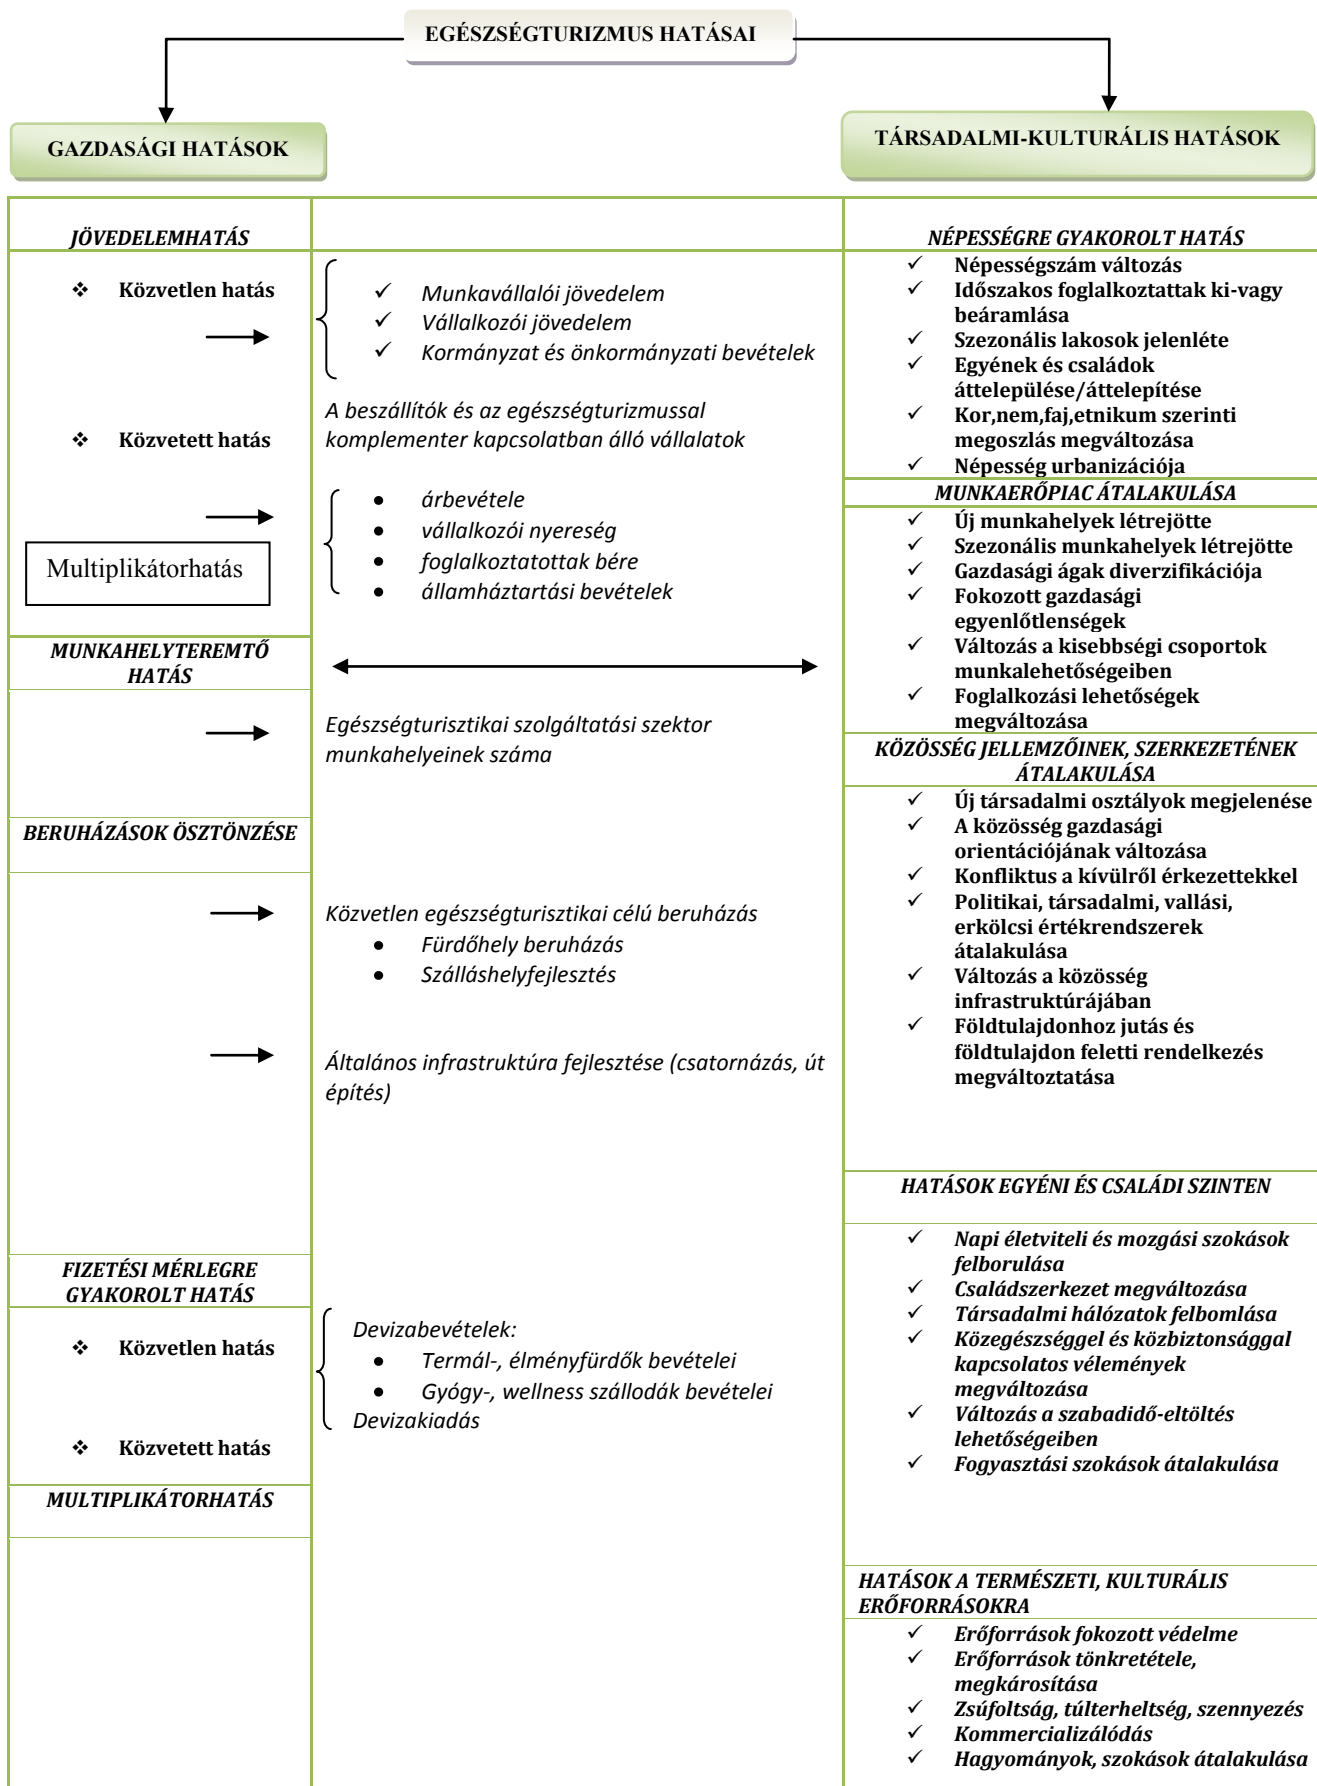 EGÉSZSÉGTURIZMUS HATÁSAI
GAZDASÁGI HATÁSOK
TÁRSADALMI-KULTURÁLIS HATÁSOK
JÖVEDELEMHATÁS
❖ Közvetlen hatás
❖ Közvetett hatás
Multiplikátorhatás
MUNKAHELYTEREMTŐ
HATÁS
BERUHÁZÁSOK ÖSZTÖNZÉSE
FIZETÉSI MÉRLEGRE
GYAKOROLT HATÁS
❖ Közvetlen hatás
❖ Közvetett hatás
MULTIPLIKÁTORHATÁS
✓ Munkavállalói jövedelem
✓ Vállalkozói jövedelem
✓ Kormányzat és önkormányzati bevételek
A beszállítók és az egészségturizmussal
komplementer kapcsolatban álló vállalatok
• árbevétele
• vállalkozói nyereség
• foglalkoztatottak bére
• államháztartási bevételek
Egészségturisztikai szolgáltatási szektor
munkahelyeinek száma
Közvetlen egészségturisztikai célú beruházás
• Fürdőhely beruházás
• Szálláshelyfejlesztés
Általános infrastruktúra fejlesztése (csatornázás, út
építés)
Devizabevételek:
• Termál-, élményfürdők bevételei
• Gyógy-, wellness szállodák bevételei
Devizakiadás
NÉPESSÉGRE GYAKOROLT HATÁS
✓ Népességszám változás
✓ Időszakos foglalkoztattak ki-vagy
beáramlása
✓ Szezonális lakosok jelenléte
✓ Egyének és családok
áttelepülése/áttelepítése
✓ Kor,nem,faj,etnikum szerinti
megoszlás megváltozása
✓ Népesség urbanizációja
MUNKAERŐPIAC ÁTALAKULÁSA
✓ Új munkahelyek létrejötte
✓ Szezonális munkahelyek létrejötte
✓ Gazdasági ágak diverzifikációja
✓ Fokozott gazdasági
egyenlőtlenségek
✓ Változás a kisebbségi csoportok
munkalehetőségeiben
✓ Foglalkozási lehetőségek
megváltozása
KÖZÖSSÉG JELLEMZŐINEK, SZERKEZETÉNEK
ÁTALAKULÁSA
✓ Új társadalmi osztályok megjelenése
✓ A közösség gazdasági
orientációjának változása
✓ Konfliktus a kívülről érkezettekkel
✓ Politikai, társadalmi, vallási,
erkölcsi értékrendszerek
átalakulása
✓ Változás a közösség
infrastruktúrájában
✓ Földtulajdonhoz jutás és
földtulajdon feletti rendelkezés
megváltoztatása
HATÁSOK EGYÉNI ÉS CSALÁDI SZINTEN
✓ Napi életviteli és mozgási szokások
felborulása
✓ Családszerkezet megváltozása
✓ Társadalmi hálózatok felbomlása
✓ Közegészséggel és közbiztonsággal
kapcsolatos vélemények
megváltozása
✓ Változás a szabadidő-eltöltés
lehetőségeiben
✓ Fogyasztási szokások átalakulása
HATÁSOK A TERMÉSZETI, KULTURÁLIS
ERŐFORRÁSOKRA
✓ Erőforrások fokozott védelme
✓ Erőforrások tönkretétele,
megkárosítása
✓ Zsúfoltság, túlterheltség, szennyezés
✓ Kommercializálódás
✓ Hagyományok, szokások átalakulása